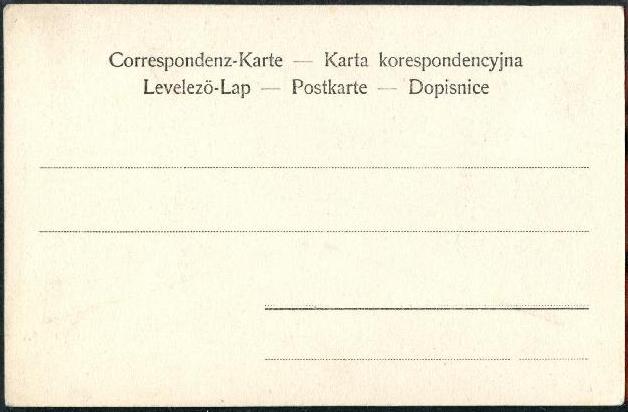 Correspondenz-Karte — Karta korespondencyjna
Levelező-Lap — Postkarte — Dopisnice